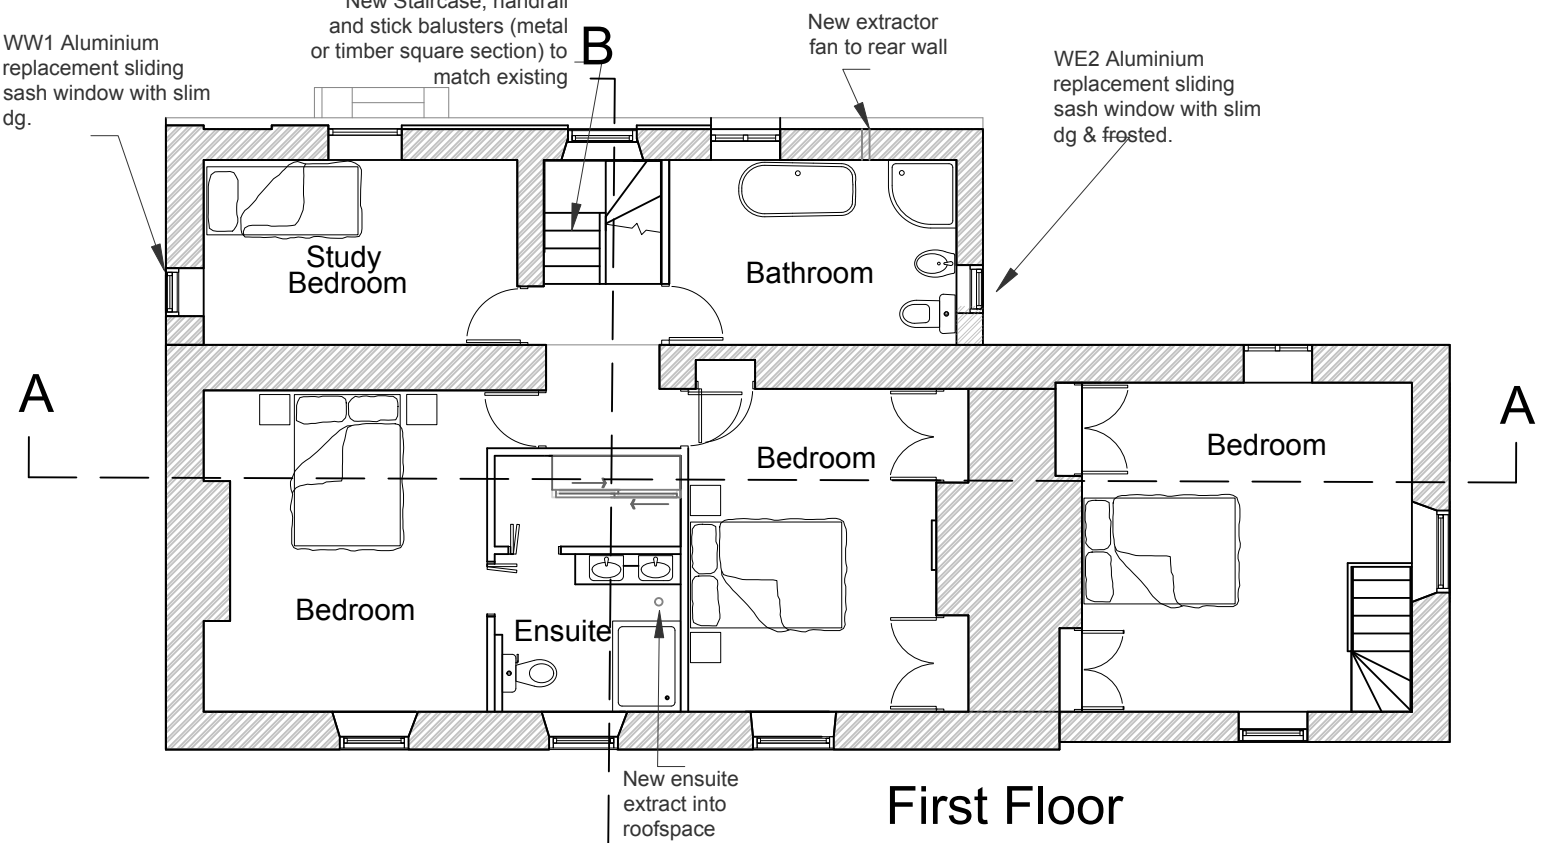 New Staircase, handrail
and stick balusters (metal
or timber square section) to
match existing
B
New extractor
fan to rear wall
WW1 Aluminium
replacement sliding
sash window with slim
dg.
WE2 Aluminium
replacement sliding
sash window with slim
dg & frosted.
Study
Bedroom
Bathroom
A
A
Bedroom
Bedroom
Bedroom
Ensuite
New ensuite
extract into
roofspace
First Floor